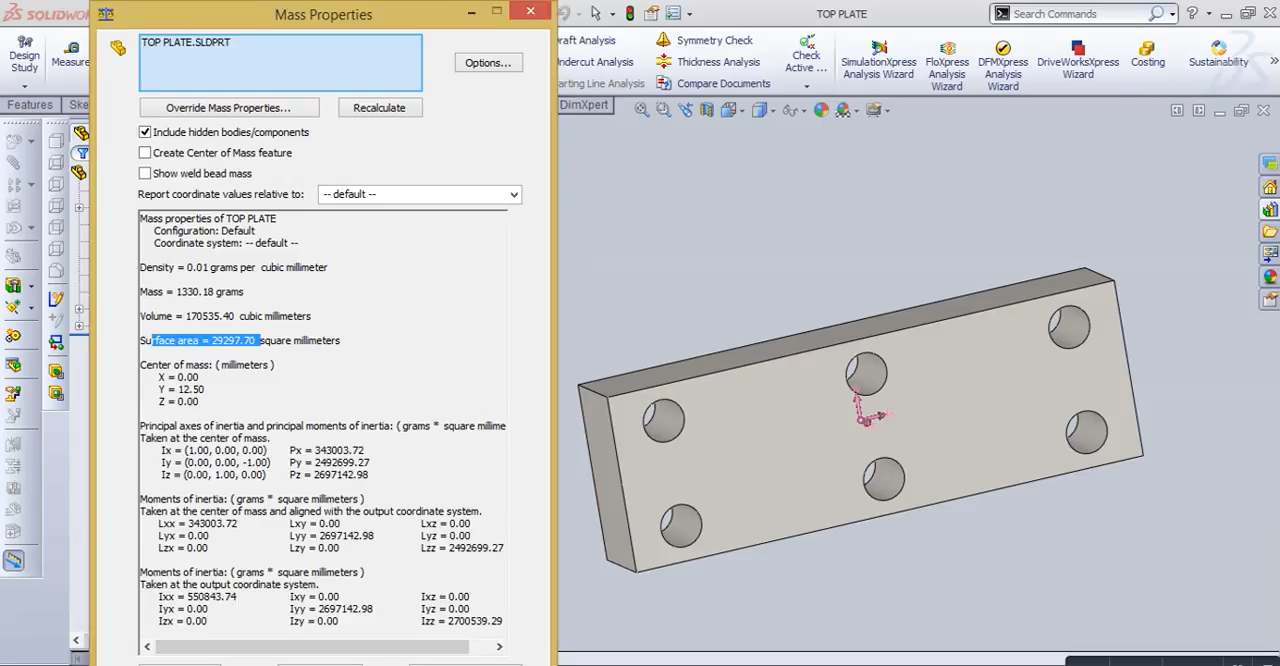 SOLIDWO
Mass Properties
TOP PLATE
Search Commands
Design Study
Measure
TOP PLATE.SLDPRT
Options...
Override Mass Properties...
Recalculate
raft Analysis
Symmetry Check
Undercut Analysis
Thickness Analysis
arting Line Analysis
Compare Documents
Check Active ...
SimulationXpress Analysis Wizard
FloXpress Analysis Wizard
DFMXpress Analysis Wizard
DriveWorksXpress Wizard
Costing
Sustainability
Features
Ske
DimXpert
Include hidden bodies/components
Create Center of Mass feature
Show weld bead mass
Report coordinate values relative to:
-- default --
Mass properties of TOP PLATE
Configuration: Default
Coordinate system: -- default --
Density = 0.01 grams per cubic millimeter
Mass = 1330.18 grams
Volume = 170535.40 cubic millimeters
Surface area = 29297.70 square millimeters
Center of mass: ( millimeters )
X = 0.00
Y = 12.50
Z = 0.00
Principal axes of inertia and principal moments of inertia: ( grams * square millime
Taken at the center of mass.
Ix = (1.00, 0.00, 0.00) Px = 343003.72
Iy = (0.00, 0.00, -1.00) Py = 2492699.27
Iz = (0.00, 1.00, 0.00) Pz = 2697142.98
Moments of inertia: ( grams * square millimeters )
Taken at the center of mass and aligned with the output coordinate system.
Lxx = 343003.72 Lxy = 0.00 Lxz = 0.00
Lyx = 0.00 Lyy = 2697142.98 Lyz = 0.00
Lzx = 0.00 Lzy = 0.00 Lzz = 2492699.27
Moments of inertia: ( grams * square millimeters )
Taken at the output coordinate system.
Ixx = 550843.74 Ixy = 0.00 Ixz = 0.00
Iyx = 0.00 Iyy = 2697142.98 Iyz = 0.00
Izx = 0.00 Izy = 0.00 Izz = 2700539.29